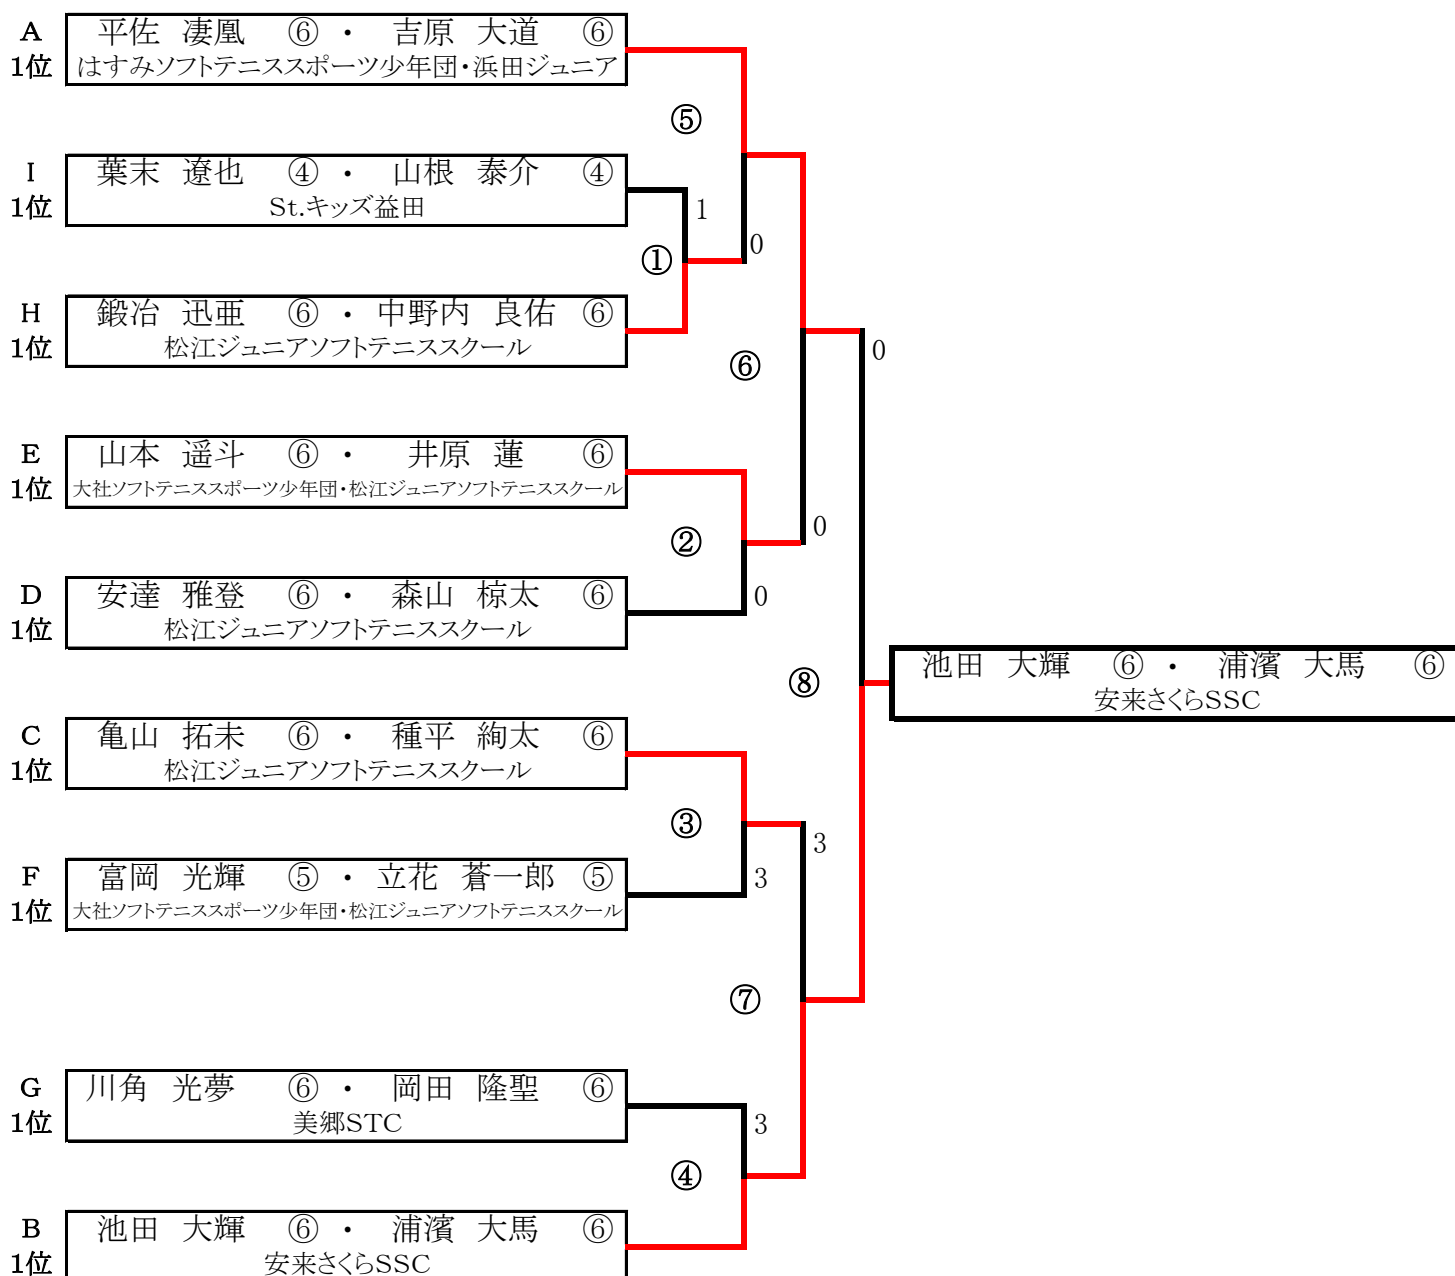 A 平佐 凄凰 ⑥ ・ 吉原 大道 ⑥
1位 はすみソフトテニススポーツ少年団・浜田ジュニア
⑤
I 葉末 遼也 ④ ・ 山根 泰介 ④
1位 St.キッズ益田
1
0
①
H 鍛冶 迅亜 ⑥ ・ 中野内 良佑 ⑥
1位 松江ジュニアソフトテニススクール
0
⑥
E 山本 遥斗 ⑥ ・ 井原 蓮 ⑥
1位 大社ソフトテニススポーツ少年団・松江ジュニアソフトテニススクール
0
②
D 安達 雅登 ⑥ ・ 森山 椋太 ⑥
1位 松江ジュニアソフトテニススクール
0
⑧
池田 大輝 ⑥ ・ 浦濱 大馬 ⑥
安来さくらSSC
C 亀山 拓未 ⑥ ・ 種平 絢太 ⑥
1位 松江ジュニアソフトテニススクール
③
3
F 富岡 光輝 ⑤ ・ 立花 蒼一郎 ⑤
1位 大社ソフトテニススポーツ少年団・松江ジュニアソフトテニススクール
3
⑦
G 川角 光夢 ⑥ ・ 岡田 隆聖 ⑥
1位 美郷STC
3
④
B 池田 大輝 ⑥ ・ 浦濱 大馬 ⑥
1位 安来さくらSSC